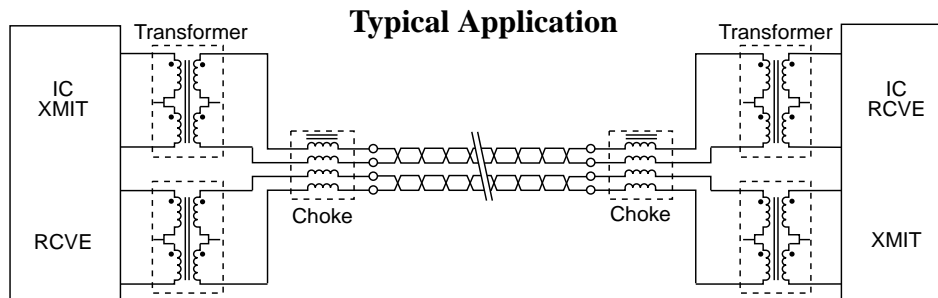 Typical Application
Transformer
Transformer
IC
XMIT
IC
RCVE
Choke
Choke
RCVE
XMIT